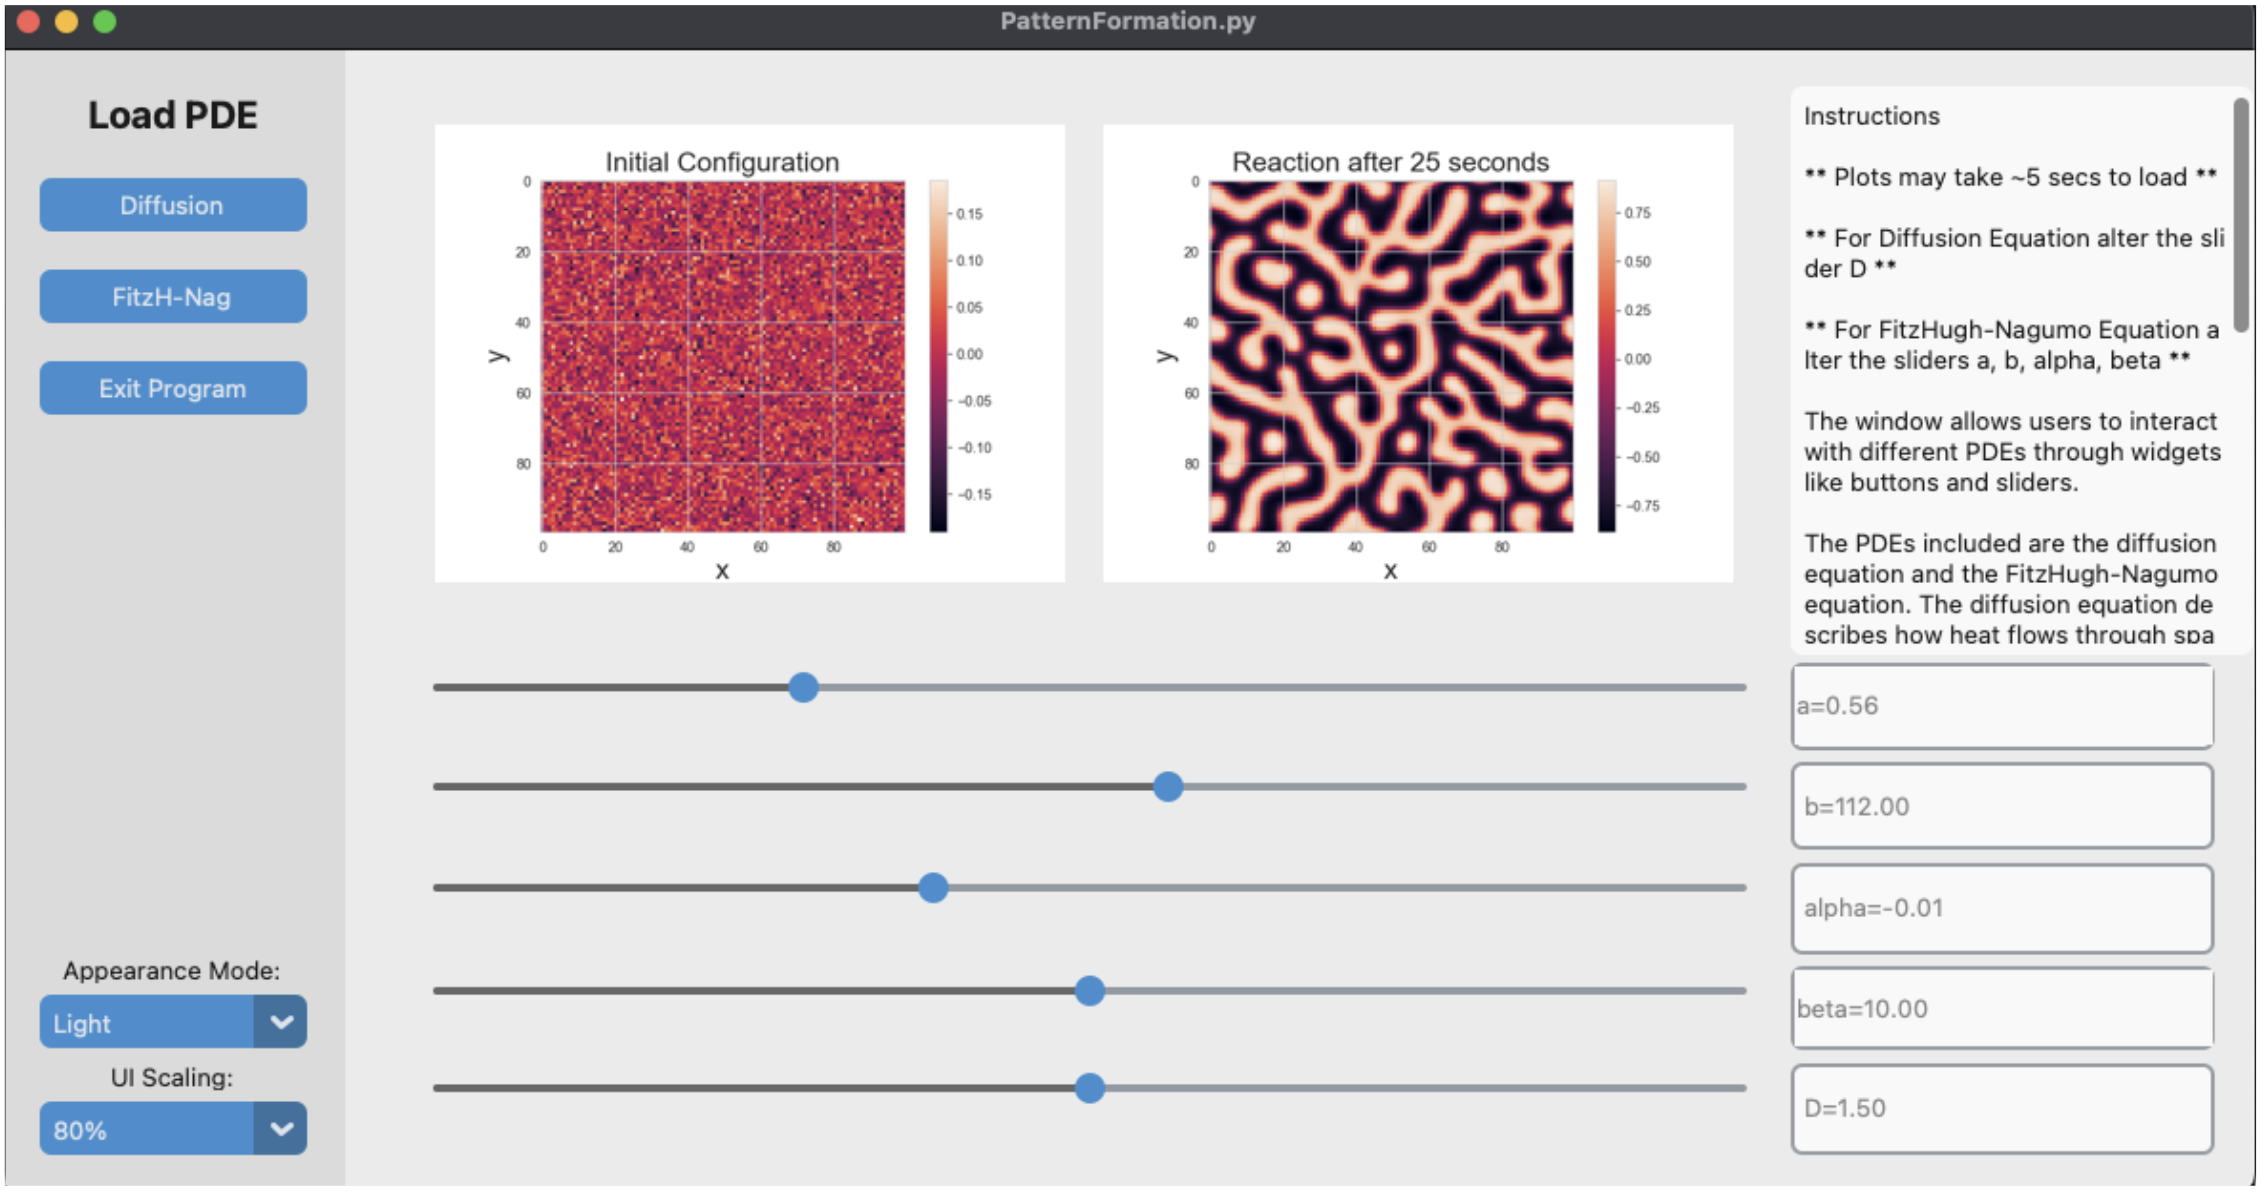 PatternFormation.py
Load PDE
Diffusion
FitzH-Nag
Exit Program
Appearance Mode:
Light
UI Scaling:
80%
Initial Configuration
0
20
40
60
80
y
0
20
40
60
80
x
0.15
0.10
0.05
0.00
-0.05
-0.10
-0.15
Reaction after 25 seconds
0
20
40
60
80
y
0
20
40
60
80
x
0.75
0.50
0.25
0.00
-0.25
-0.50
-0.75
Instructions
** Plots may take ~5 secs to load **
** For Diffusion Equation alter the sli
der D **
** For FitzHugh-Nagumo Equation a
lter the sliders a, b, alpha, beta **
The window allows users to interact
with different PDEs through widgets
like buttons and sliders.
The PDEs included are the diffusion
equation and the FitzHugh-Nagumo
equation. The diffusion equation de
scribes how heat flows through spa
a=0.56
b=112.00
alpha=-0.01
beta=10.00
D=1.50